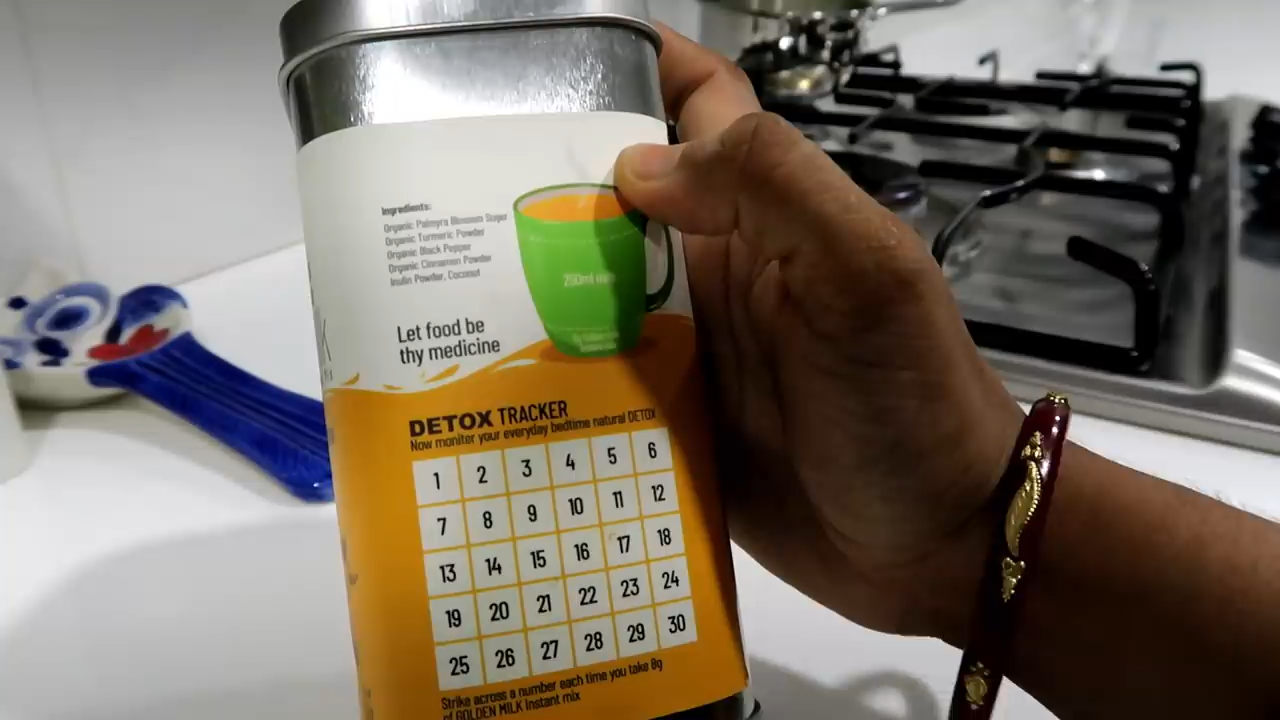 Ingredients:
Organic Palmyra Blossom Sugar
Organic Turmeric Powder
Organic Black Pepper
Organic Cinnamon Powder
Inulin Powder, Coconut
250ml
Let food be
thy medicine
DETOX TRACKER
Now moniter your everyday bedtime natural DETOX
1 2 3 4 5 6
7 8 9 10 11 12
13 14 15 16 17 18
19 20 21 22 23 24
25 26 27 28 29 30
Strike across a number each time you take 8g
of GOLDEN MILK Instant mix